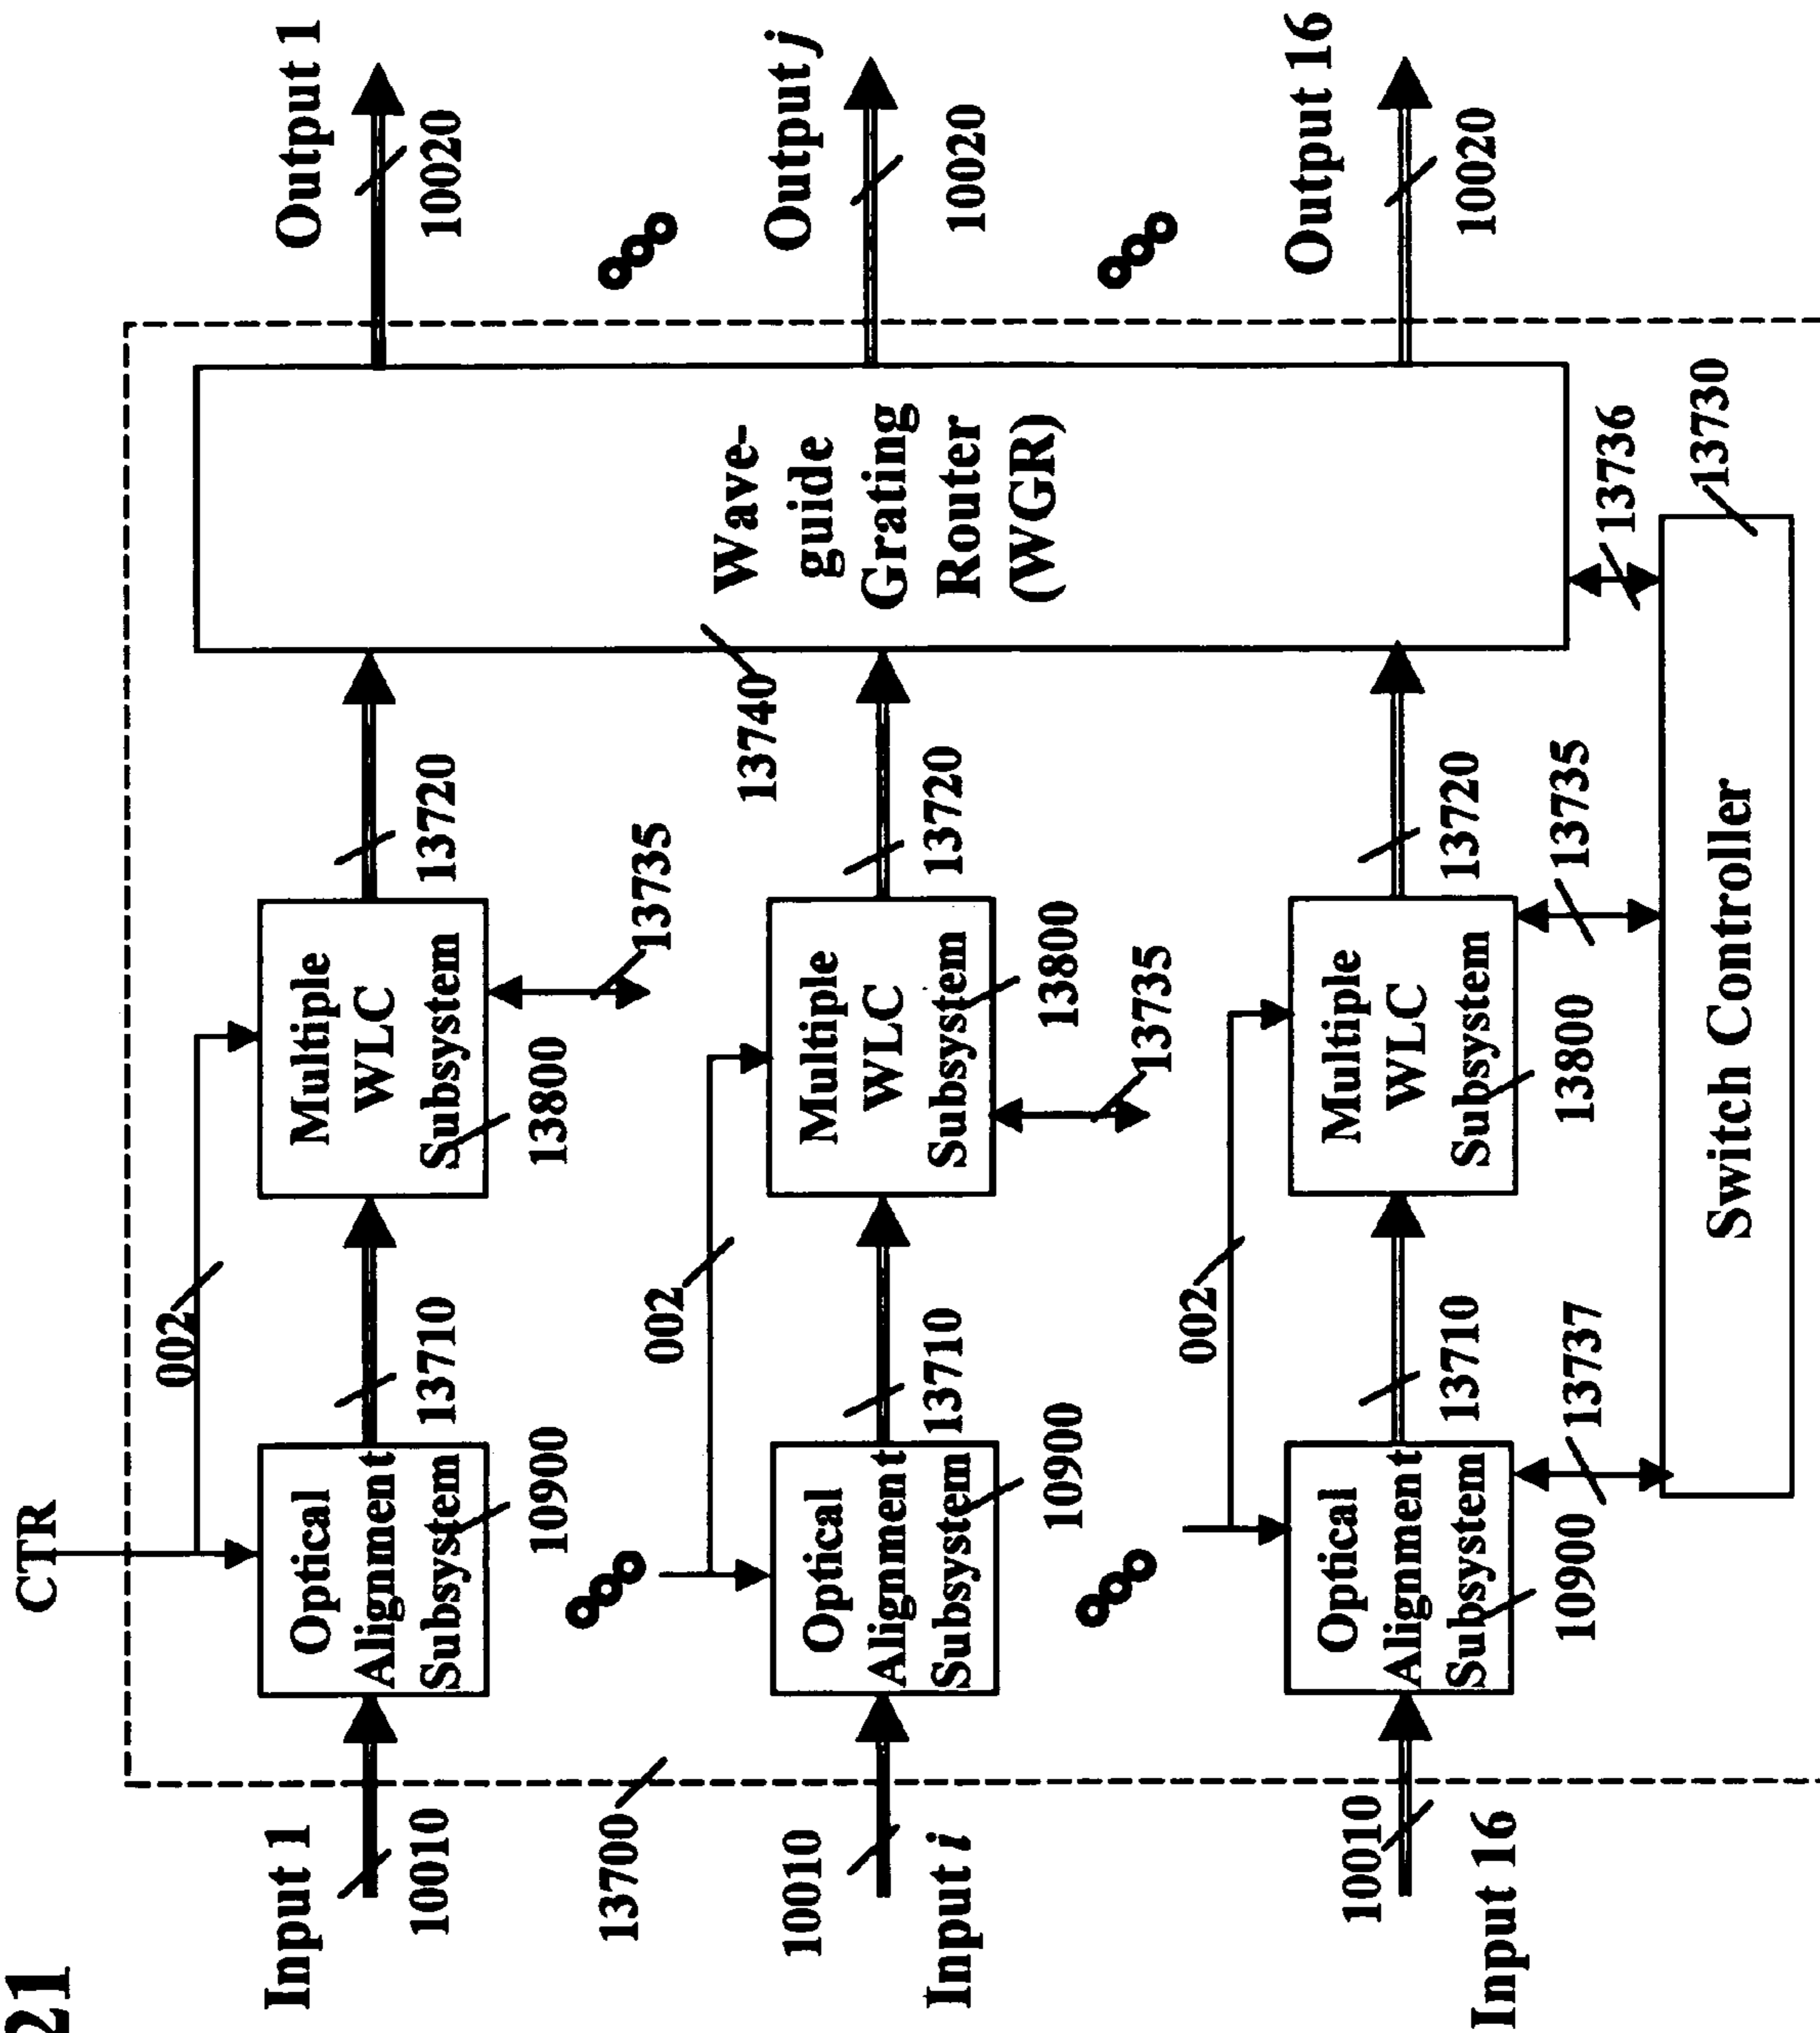 21
CTR
Input 1
10010
Optical
Alignment
Subsystem
10900
002
13710
Multiple
WLC
Subsystem
13800
13735
13720
Output 1
10020
13700
Input i
10010
Optical
Alignment
Subsystem
10900
002
13710
Multiple
WLC
Subsystem
13800
13735
13720
13740
Wave-
guide
Grating
Router
(WGR)
Output j
10020
Input 16
10010
Optical
Alignment
Subsystem
10900
002
13710
Multiple
WLC
Subsystem
13800
13720
Output 16
10020
13737
13735
13736
13730
Switch Controller